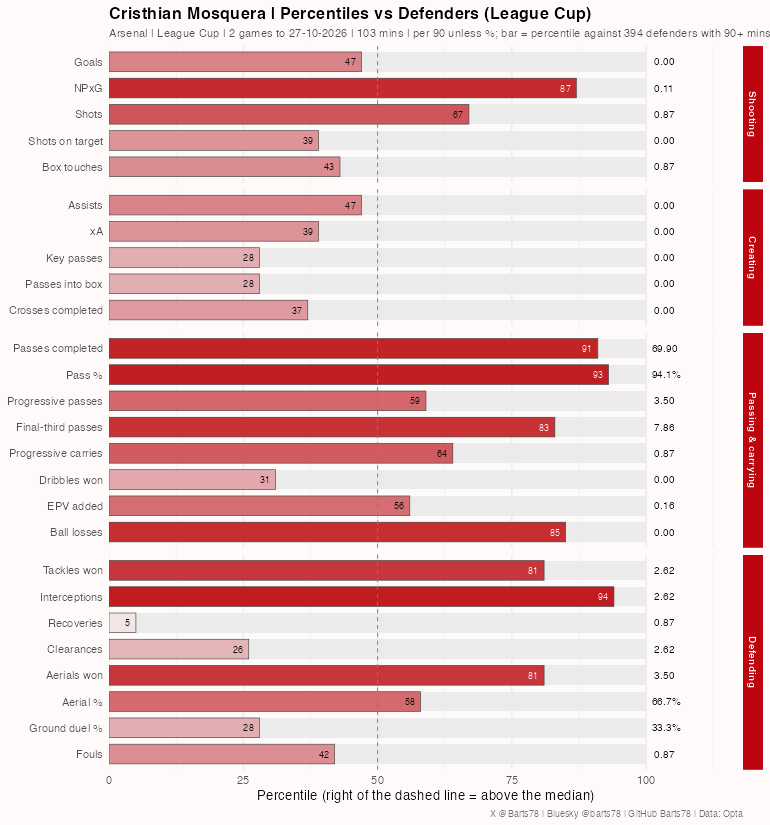 Cristhian Mosquera | Percentiles vs Defenders (League Cup)
Arsenal | League Cup | 2 games to 27-10-2026 | 103 mins | per 90 unless %; bar = percentile against 394 defenders with 90+ mins
Goals 47 0.00
NPxG 87 0.11
Shots 67 0.87
Shots on target 39 0.00
Box touches 43 0.87
Shooting
Assists 47 0.00
xA 39 0.00
Key passes 28 0.00
Passes into box 28 0.00
Crosses completed 37 0.00
Creating
Passes completed 91 69.90
Pass % 93 94.1%
Progressive passes 59 3.50
Final-third passes 83 7.86
Progressive carries 64 0.87
Dribbles won 31 0.00
EPV added 56 0.16
Ball losses 85 0.00
Passing & carrying
Tackles won 81 2.62
Interceptions 94 2.62
Recoveries 5 0.87
Clearances 26 2.62
Aerials won 81 3.50
Aerial % 58 66.7%
Ground duel % 28 33.3%
Fouls 42 0.87
Defending
0 25 50 75 100
Percentile (right of the dashed line = above the median)
X @Barts78 | Bluesky @barts78 | GitHub Barts78 | Data: Opta